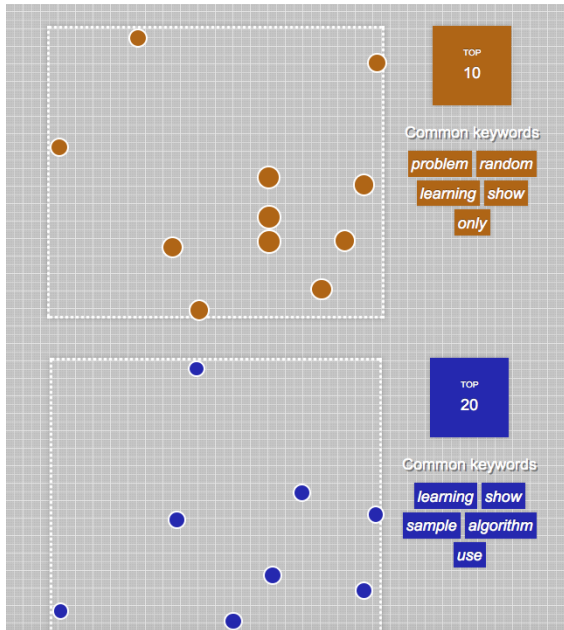 TOP
10
Common keywords
problem random
learning show
only
TOP
20
Common keywords
learning show
sample algorithm
use